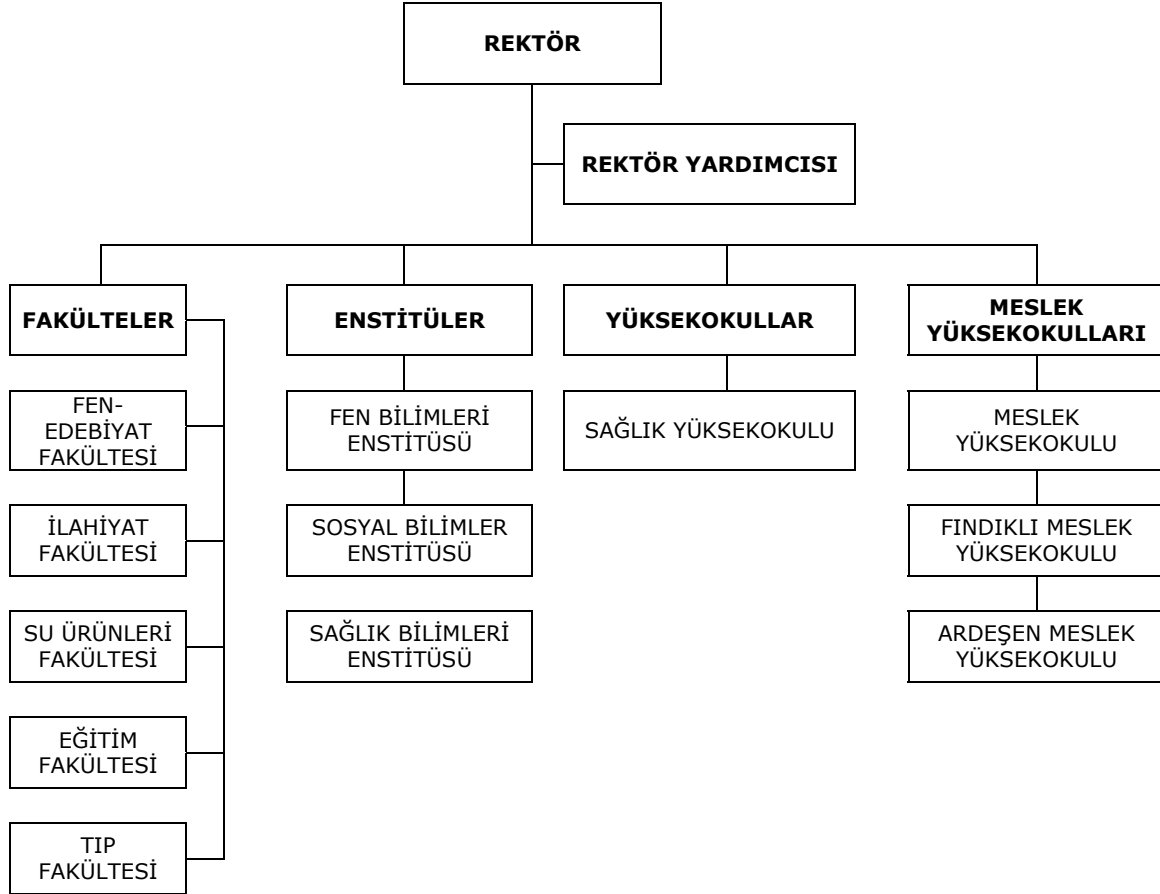 REKTÖR
REKTÖR YARDIMCISI
FAKÜLTELER
ENSTİTÜLER
YÜKSEKOKULLAR
MESLEK
YÜKSEKOKULLARI
FEN-
EDEBİYAT
FAKÜLTESİ
FEN BİLİMLERİ
ENSTİTÜSÜ
SAĞLIK YÜKSEKOKULU
MESLEK
YÜKSEKOKULU
İLAHİYAT
FAKÜLTESİ
SOSYAL BİLİMLER
ENSTİTÜSÜ
FINDIKLI MESLEK
YÜKSEKOKULU
SU ÜRÜNLERİ
FAKÜLTESİ
SAĞLIK BİLİMLERİ
ENSTİTÜSÜ
ARDEŞEN MESLEK
YÜKSEKOKULU
EĞİTİM
FAKÜLTESİ
TIP
FAKÜLTESİ